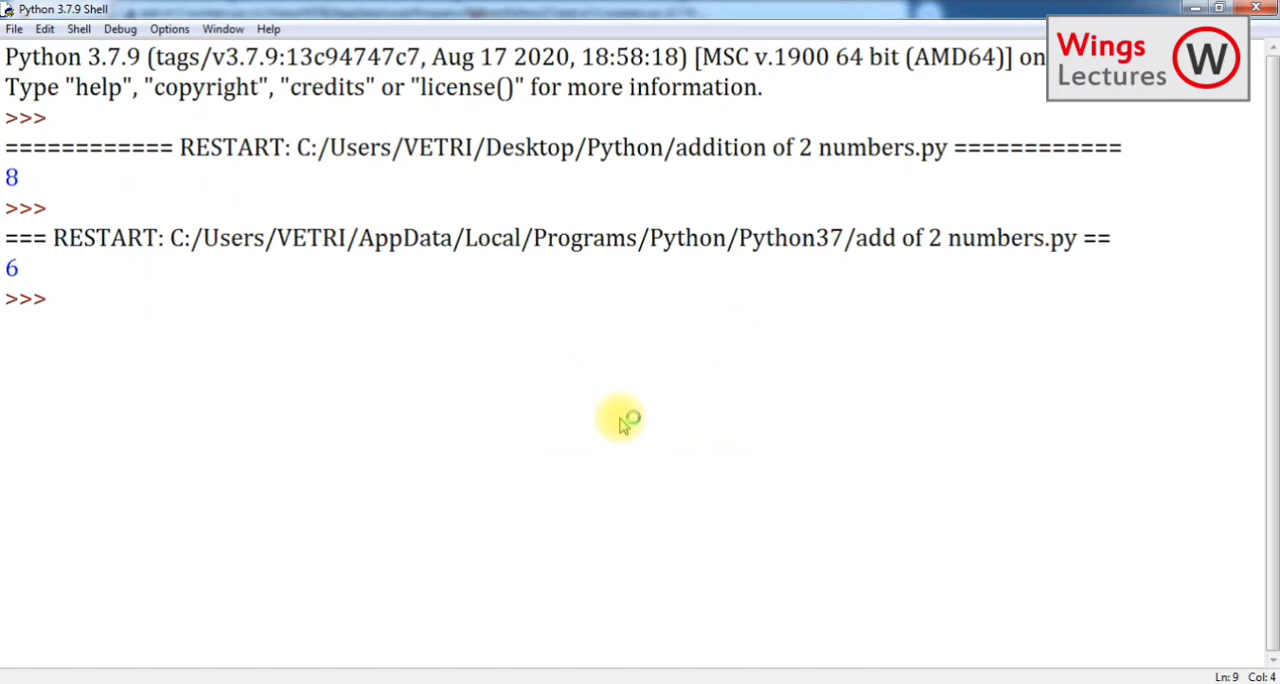 Python 3.7.9 Shell
File Edit Shell Debug Options Window Help
Wings
Lectures
W
Python 3.7.9 (tags/v3.7.9:13c94747c7, Aug 17 2020, 18:58:18) [MSC v.1900 64 bit (AMD64)] on
Type "help", "copyright", "credits" or "license()" for more information.
>>>
============ RESTART: C:/Users/VETRI/Desktop/Python/addition of 2 numbers.py ============
8
>>>
=== RESTART: C:/Users/VETRI/AppData/Local/Programs/Python/Python37/add of 2 numbers.py ==
6
>>>
Ln: 9 Col: 4